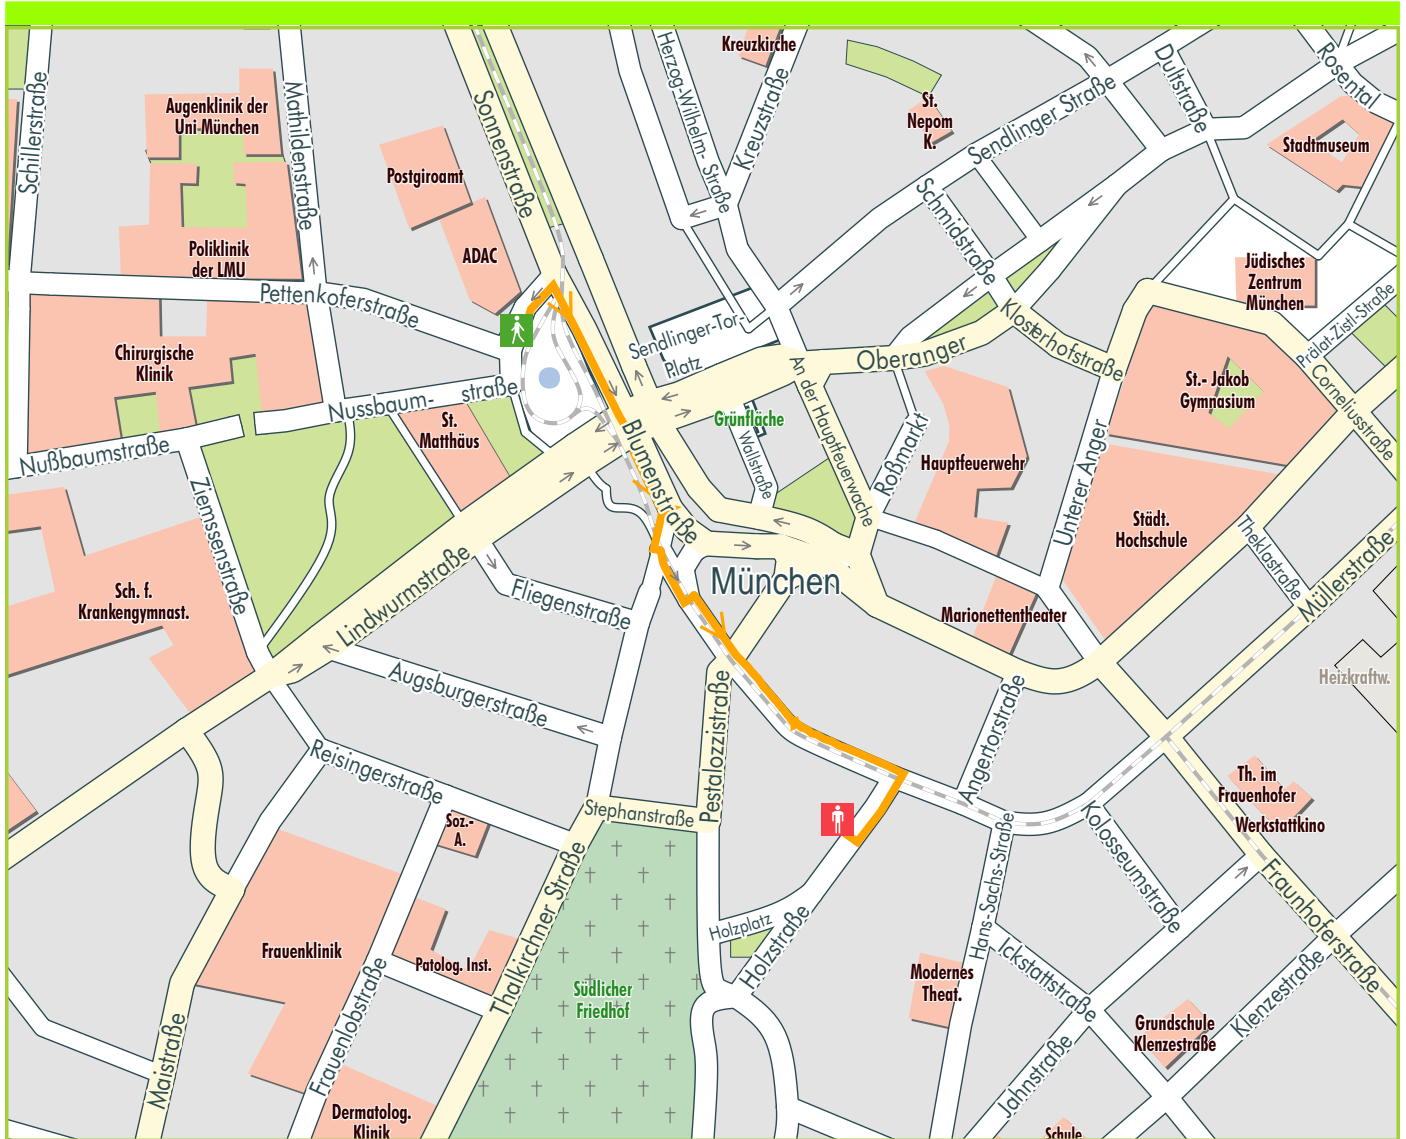 Kreuzkirche
Herzog-Wilhelm- Straße
Kreuzstraße
Sonnenstraße
Schillerstraße
Mathildenstraße
Augenklinik der
Uni-München
Postgiroamt
Poliklinik
der LMU
ADAC
St.
Nepom
K.
Sendlinger Straße
Dultstraße
Rosental
Stadtmuseum
Schmidstraße
Jüdisches
Zentrum
München
Prälat-Zistl-Straße
Pettenkoferstraße
Chirurgische
Klinik
Sendlinger-Tor-
Platz
Oberanger
Klosterhofstraße
An der Hauptfeuerwache
St.- Jakob
Gymnasium
Corneliusstraße
Nussbaum-
straße
Nußbaumstraße
St.
Matthäus
Grünfläche
Wallstraße
Blumenstraße
Roßmarkt
Hauptfeuerwehr
Unterer Anger
Städt.
Hochschule
Theklastraße
Müllerstraße
Ziemssenstraße
Sch. f.
Krankengymnast.
Lindwurmstraße
Fliegenstraße
München
Marionettentheater
Heizkraftw.
Augsburgerstraße
Pestalozzistraße
Angertorstraße
Reisingerstraße
Stephanstraße
Soz.-
A.
Th. im
Frauenhofer
Werkstattkino
Kolosseumstraße
Hans-Sachs-Straße
Fraunhoferstraße
Thalkirchner Straße
Holzplatz
Holzstraße
Frauenklinik
Patolog. Inst.
Frauenlobstraße
Südlicher
Friedhof
Modernes
Theat.
Ickstattstraße
Klenzestraße
Grundschule
Klenzestraße
Jahnstraße
Maistraße
Dermatolog.
Klinik
Schule